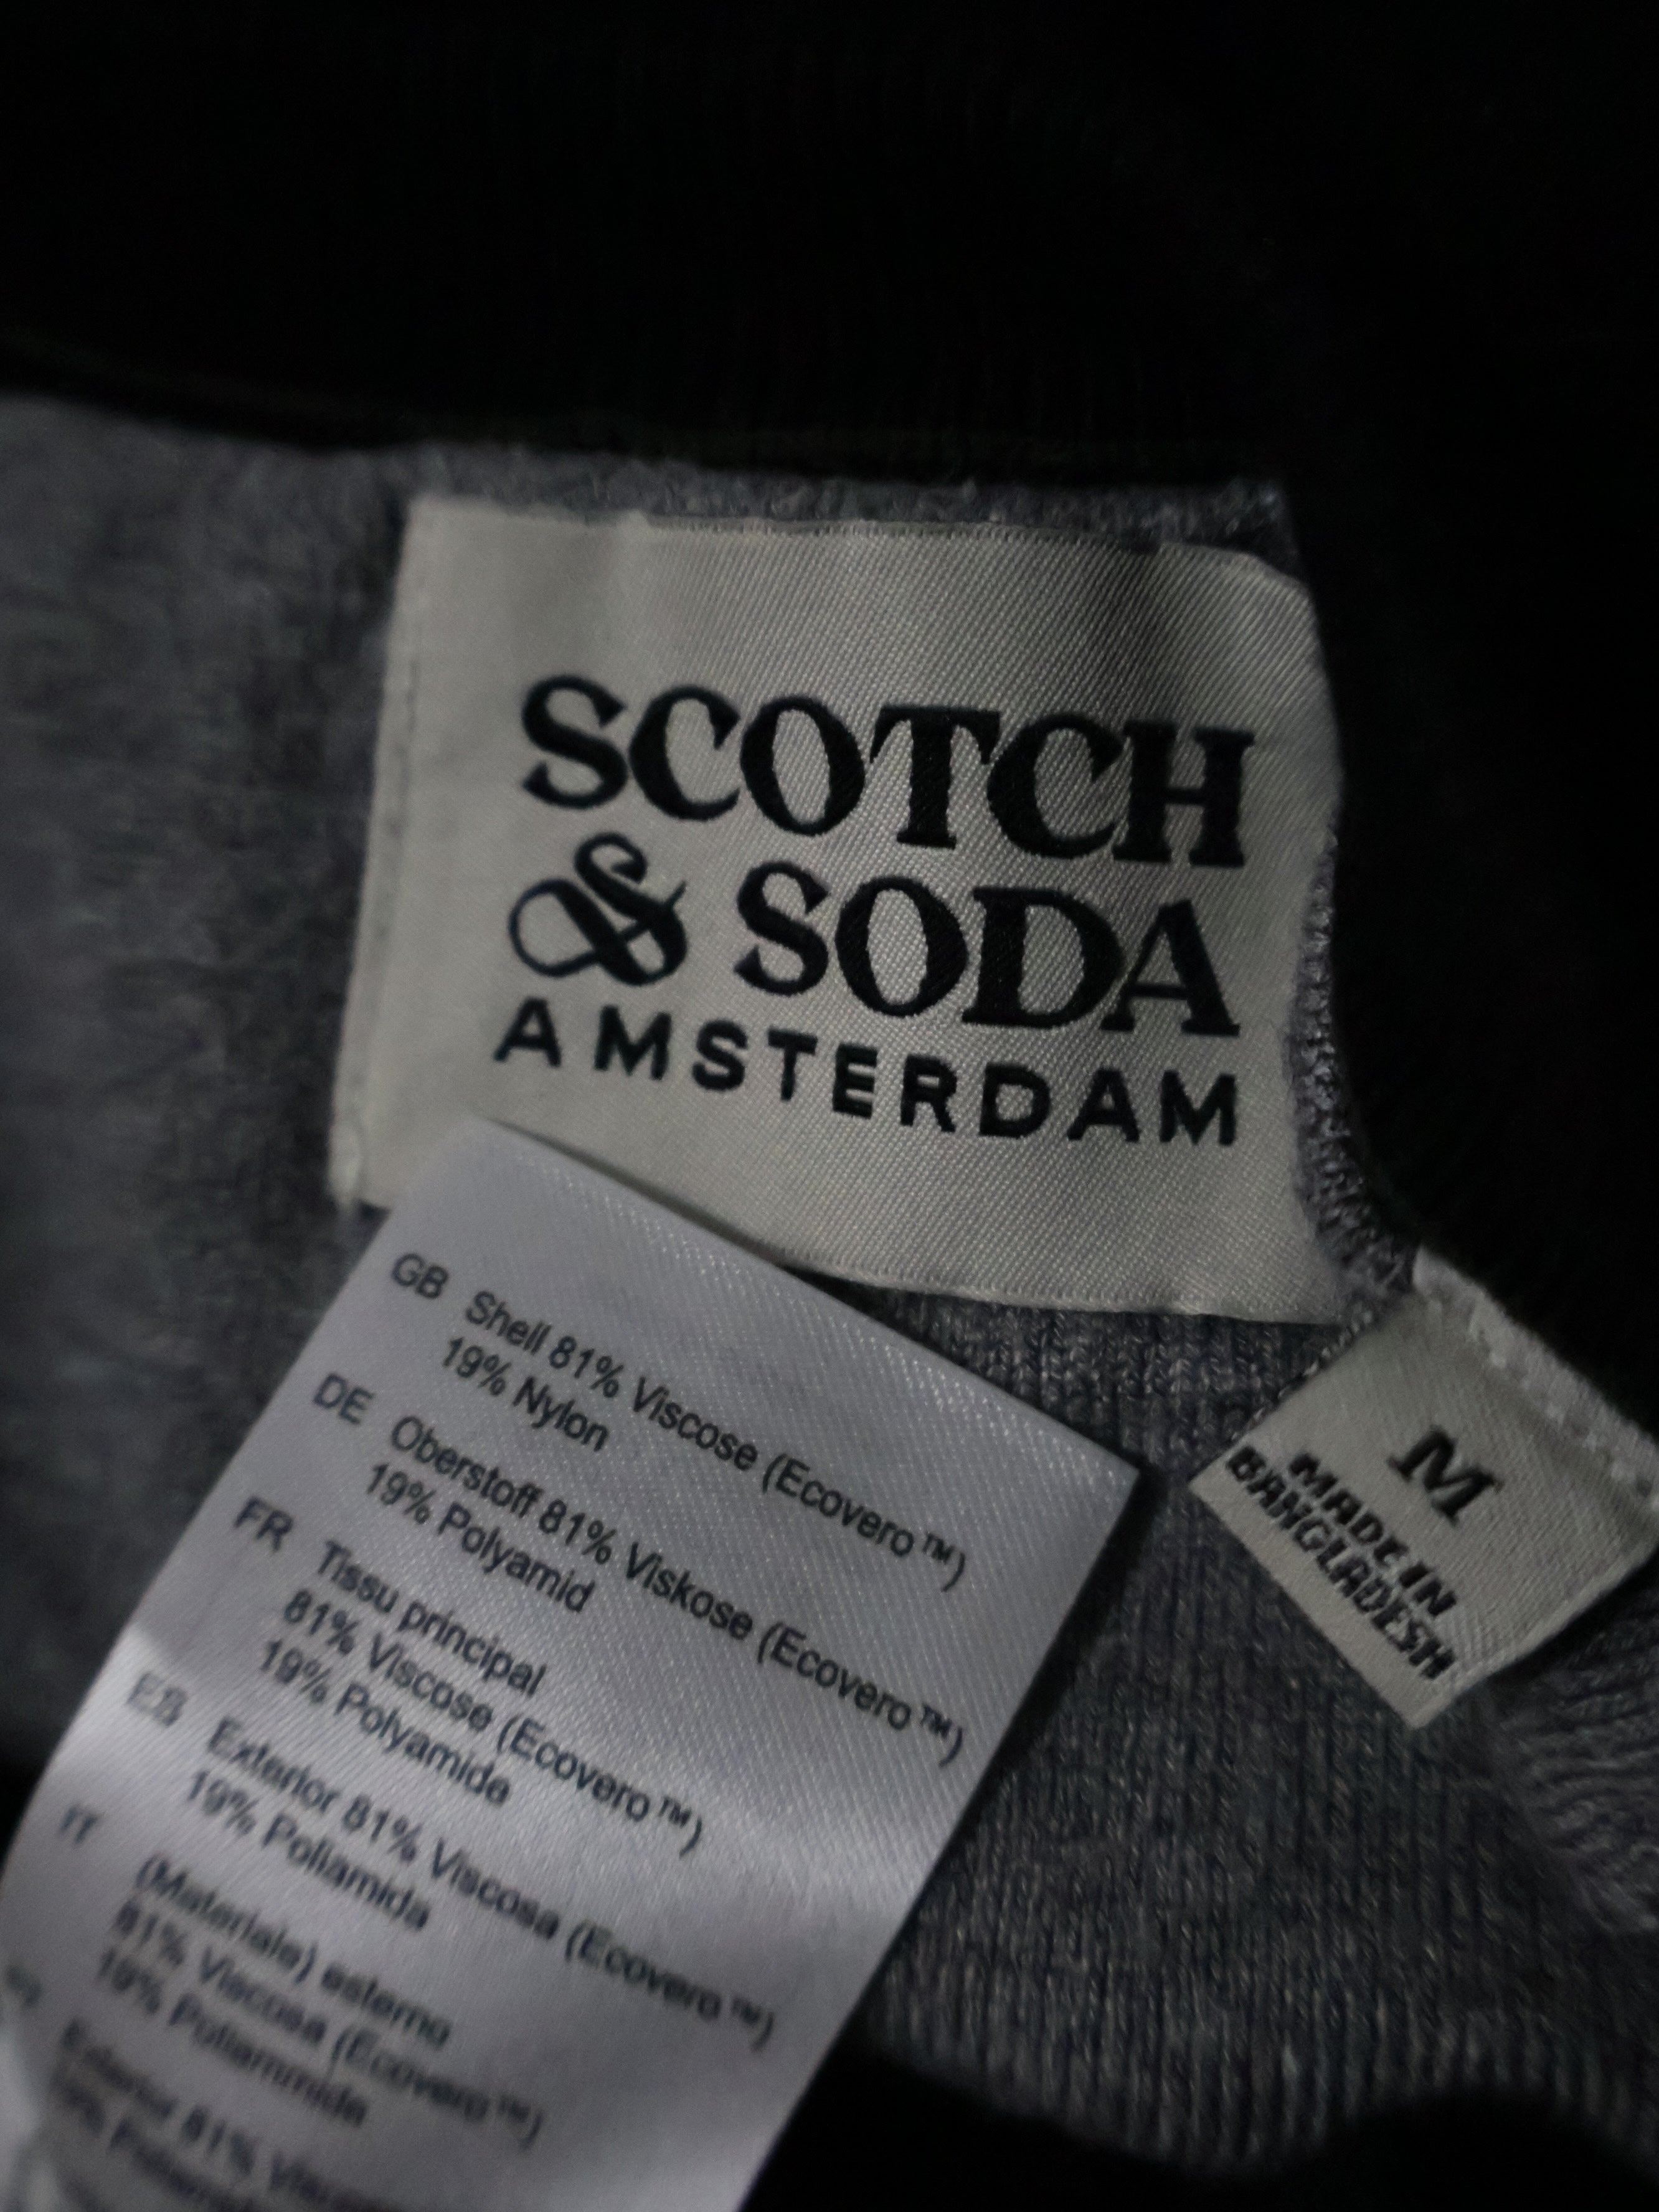 SCOTCH
& SODA
AMSTERDAM
M
MADE IN
BANGLADESH
GB Shell 81% Viscose (Ecovero™)
19% Nylon
DE Oberstoff 81% Viskose (Ecovero™)
19% Polyamid
FR Tissu principal
81% Viscose (Ecovero™)
19% Polyamide
ES Exterior 81% Viscosa (Ecovero™)
19% Poliamida
IT (Materiale) esterno
81% Viscosa (Ecovero™)
19% Poliammide
Exterior 81%